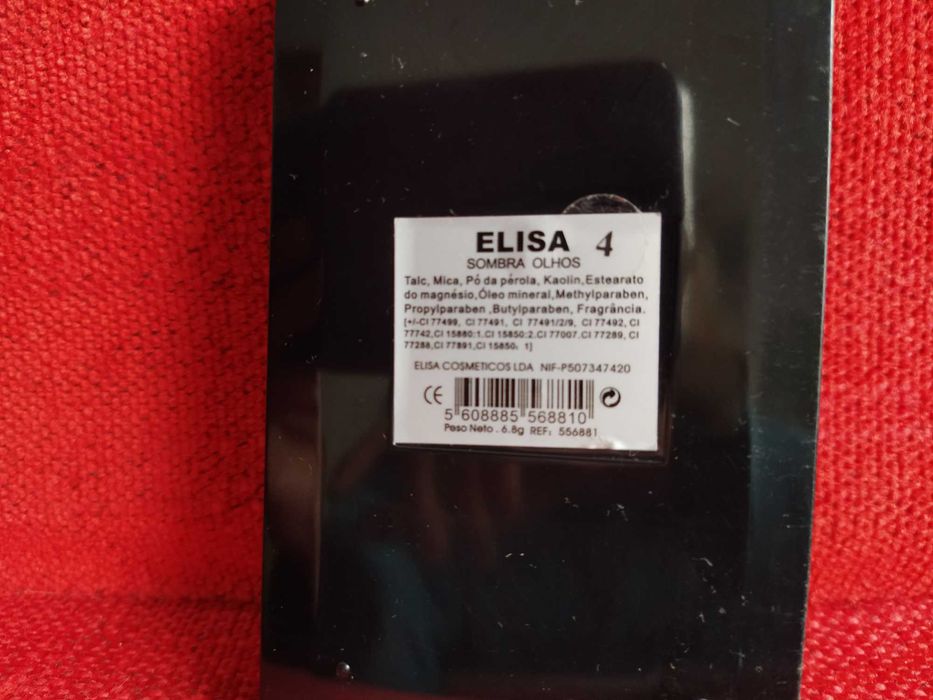 ELISA 4
SOMBRA OLHOS
Talc, Mica, Pó da pérola, Kaolin,Estearato
do magnésio,Óleo mineral,Methylparaben,
Propylparaben ,Butylparaben, Fragrância.
[+/-CI 77499, CI 77491, CI 77491/2/9, CI 77492, CI
77742,CI 15880:1.CI 15850:2.CI 77007.CI 77289, CI
77288,CI 77891,CI 15850: 1]
ELISA COSMETICOS LDA NIF-P507347420
CE
5 608885 568810
Peso Neto . 6.8g REF: 556881